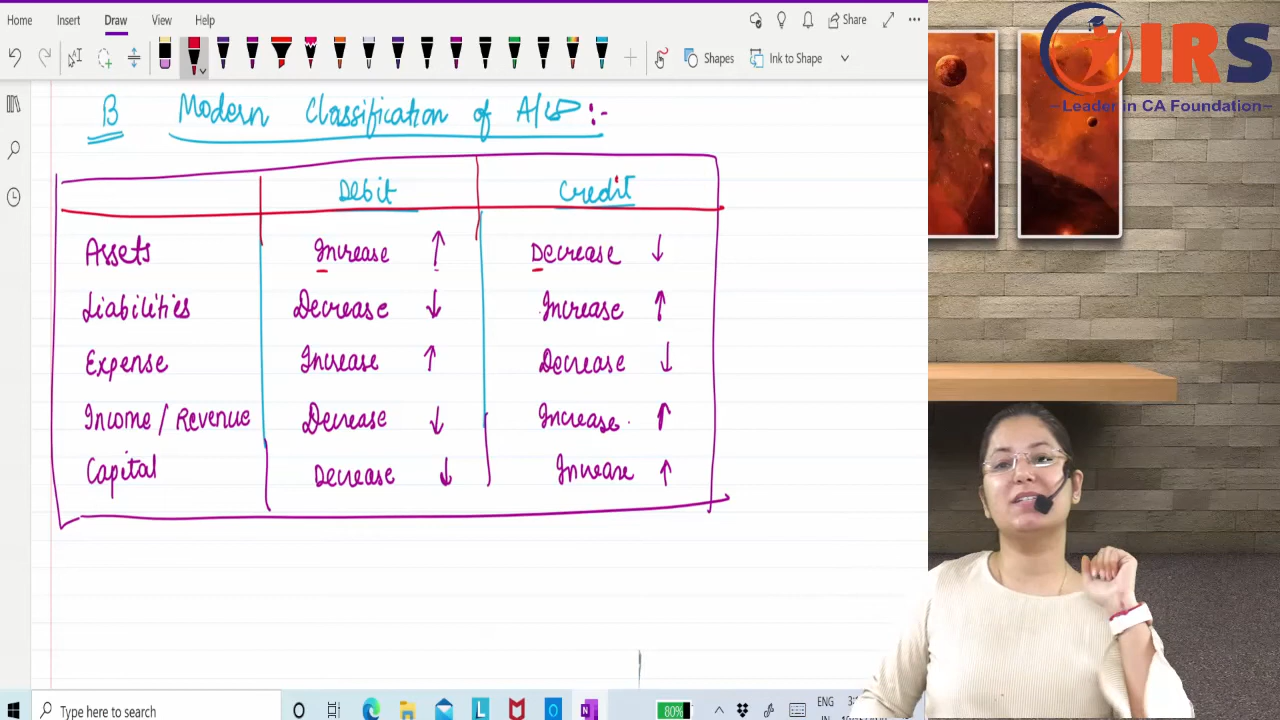 Home Insert Draw View Help Share
Shapes Ink to Shape
IRS
Leader in CA Foundation
B Modern Classification of A/cs :-
Debit Credit
Assets Increase ↑ Decrease ↓
Liabilities Decrease ↓ Increase ↑
Expense Increase ↑ Decrease ↓
Income / Revenue Decrease ↓ Increase ↑
Capital Decrease ↓ Increase ↑
Type here to search 80% ENG